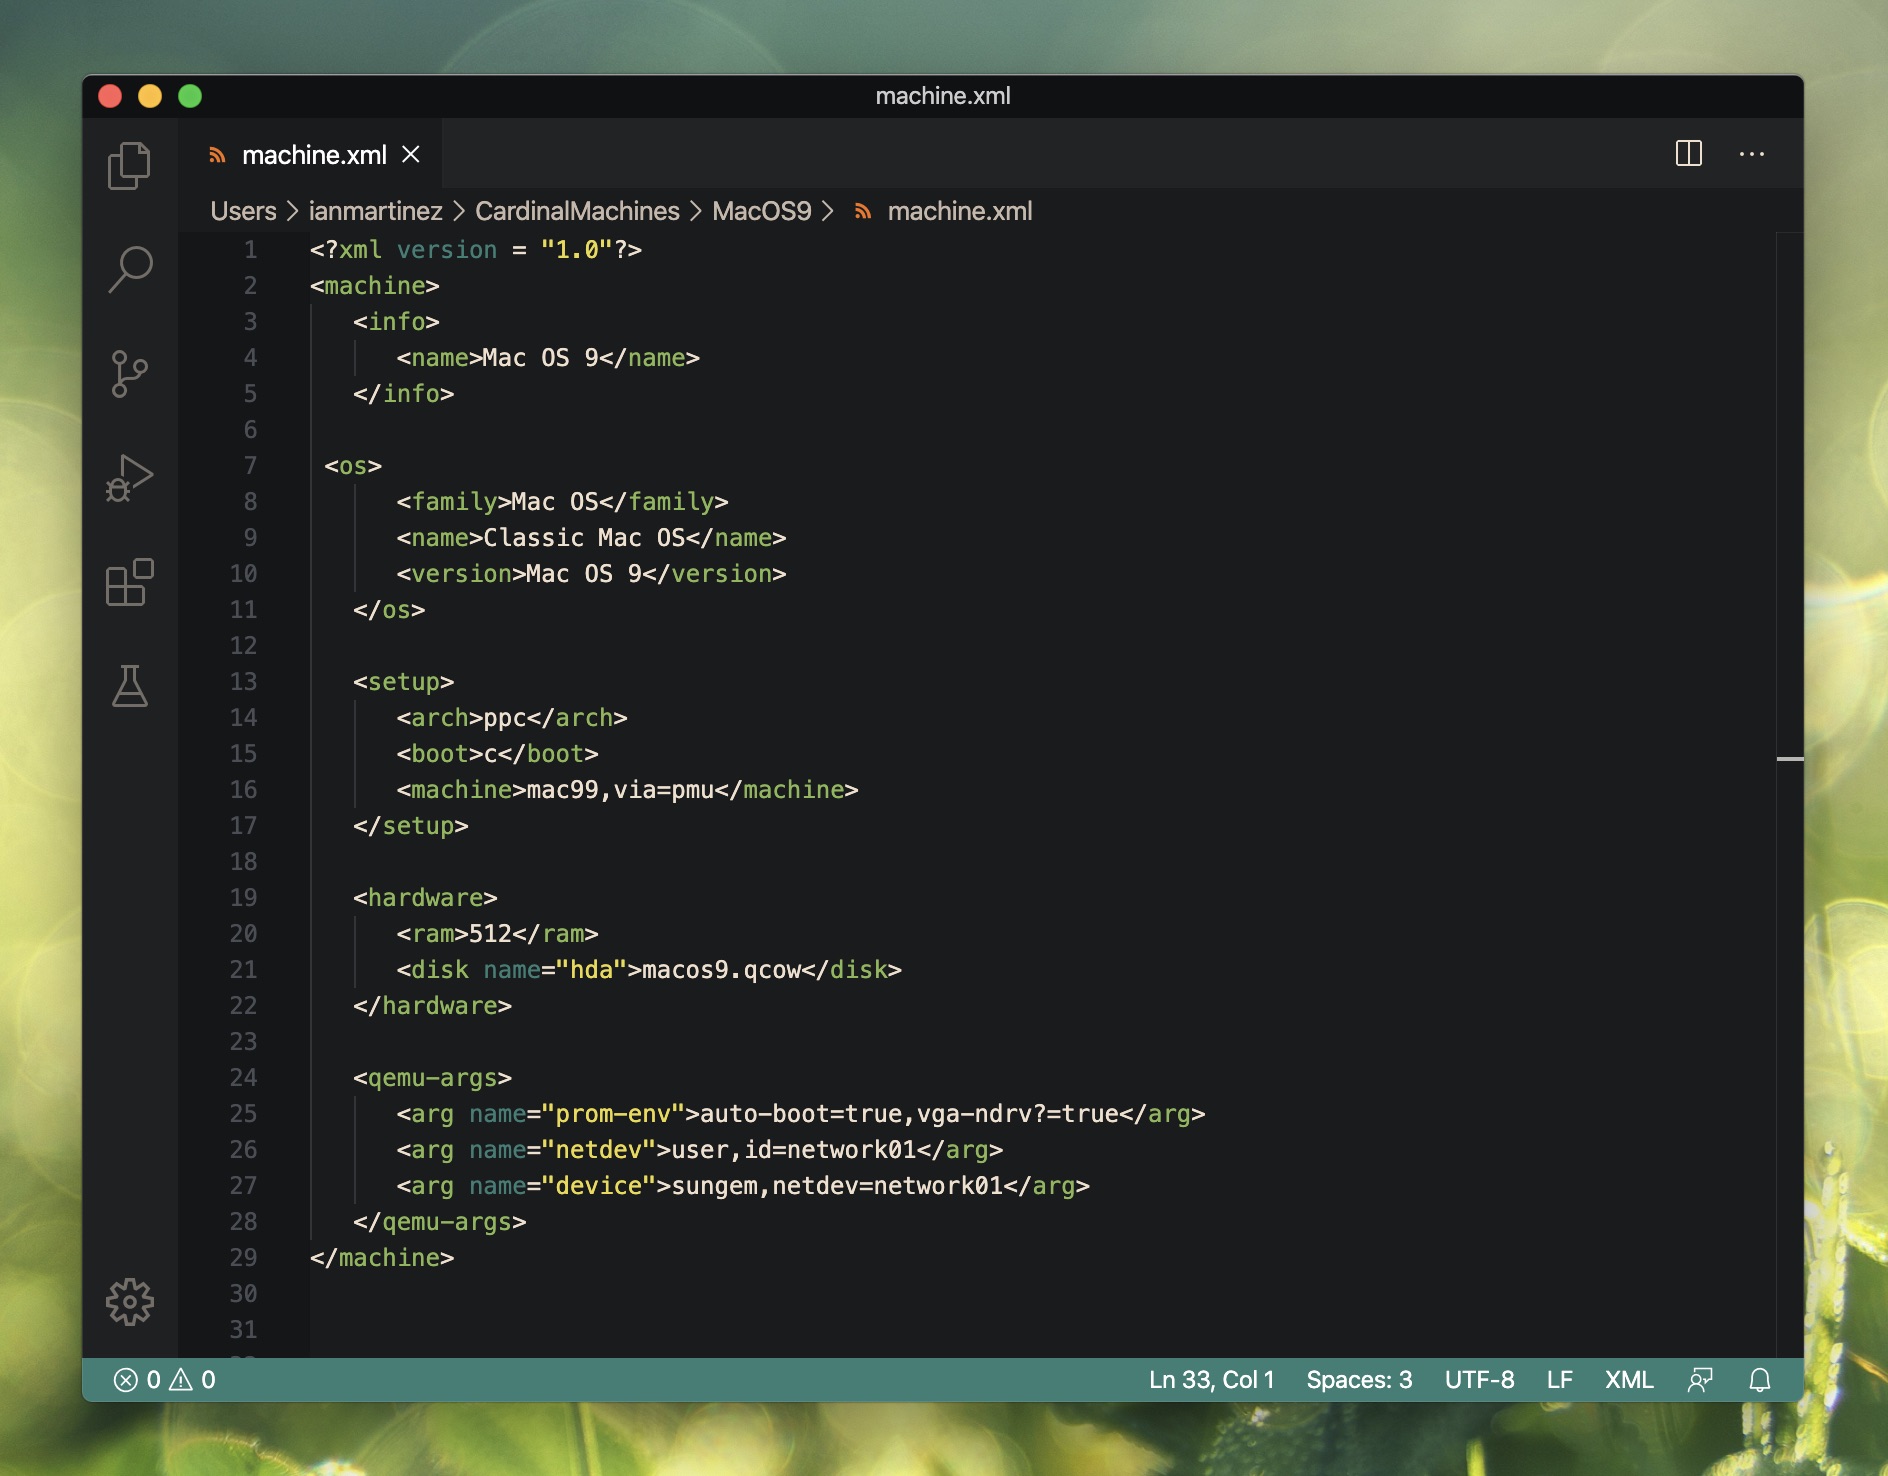 machine.xml
machine.xml
Users > ianmartinez > CardinalMachines > MacOS9 > machine.xml
1 <?xml version = "1.0"?>
2 <machine>
3    <info>
4       <name>Mac OS 9</name>
5    </info>
6
7  <os>
8       <family>Mac OS</family>
9       <name>Classic Mac OS</name>
10       <version>Mac OS 9</version>
11    </os>
12
13    <setup>
14       <arch>ppc</arch>
15       <boot>c</boot>
16       <machine>mac99,via=pmu</machine>
17    </setup>
18
19    <hardware>
20       <ram>512</ram>
21       <disk name="hda">macos9.qcow</disk>
22    </hardware>
23
24    <qemu-args>
25       <arg name="prom-env">auto-boot=true,vga-ndrv?=true</arg>
26       <arg name="netdev">user,id=network01</arg>
27       <arg name="device">sungem,netdev=network01</arg>
28    </qemu-args>
29 </machine>
30
31
0 0 Ln 33, Col 1 Spaces: 3 UTF-8 LF XML